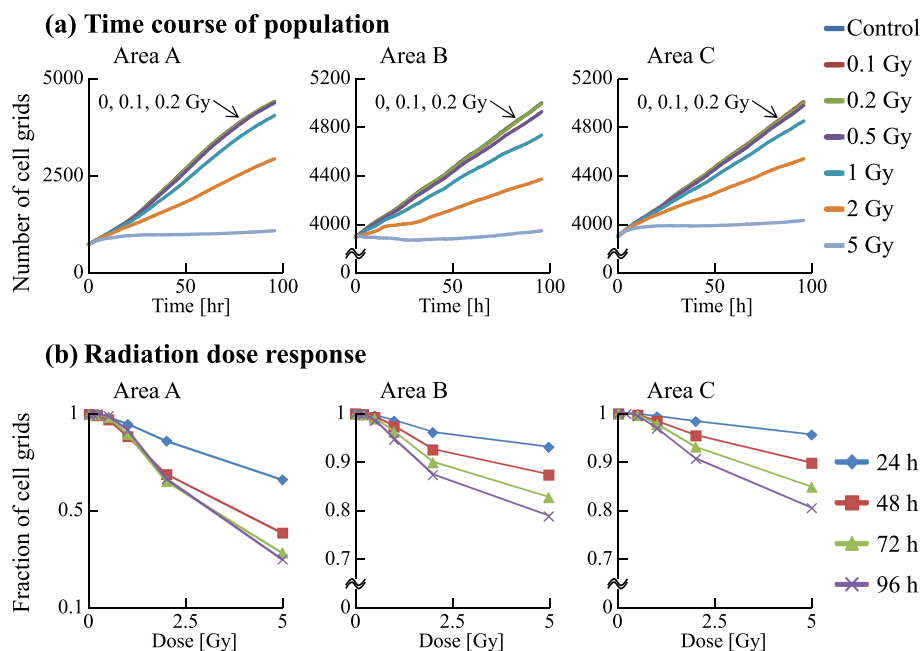 (a) Time course of population
Area A
Area B
Area C
Number of cell grids
5000
2500
0
0, 0.1, 0.2 Gy
0
50
100
Time [hr]
5200
4800
4400
4000
0
0, 0.1, 0.2 Gy
0
50
100
Time [h]
5200
4800
4400
4000
0
0, 0.1, 0.2 Gy
0
50
100
Time [h]
Control
0.1 Gy
0.2 Gy
0.5 Gy
1 Gy
2 Gy
5 Gy
(b) Radiation dose response
Area A
Area B
Area C
Fraction of cell grids
1
0.5
0.1
0
2.5
5
Dose [Gy]
1
0.9
0.8
0.7
0
0
2.5
5
Dose [Gy]
1
0.9
0.8
0.7
0
0
2.5
5
Dose [Gy]
24 h
48 h
72 h
96 h